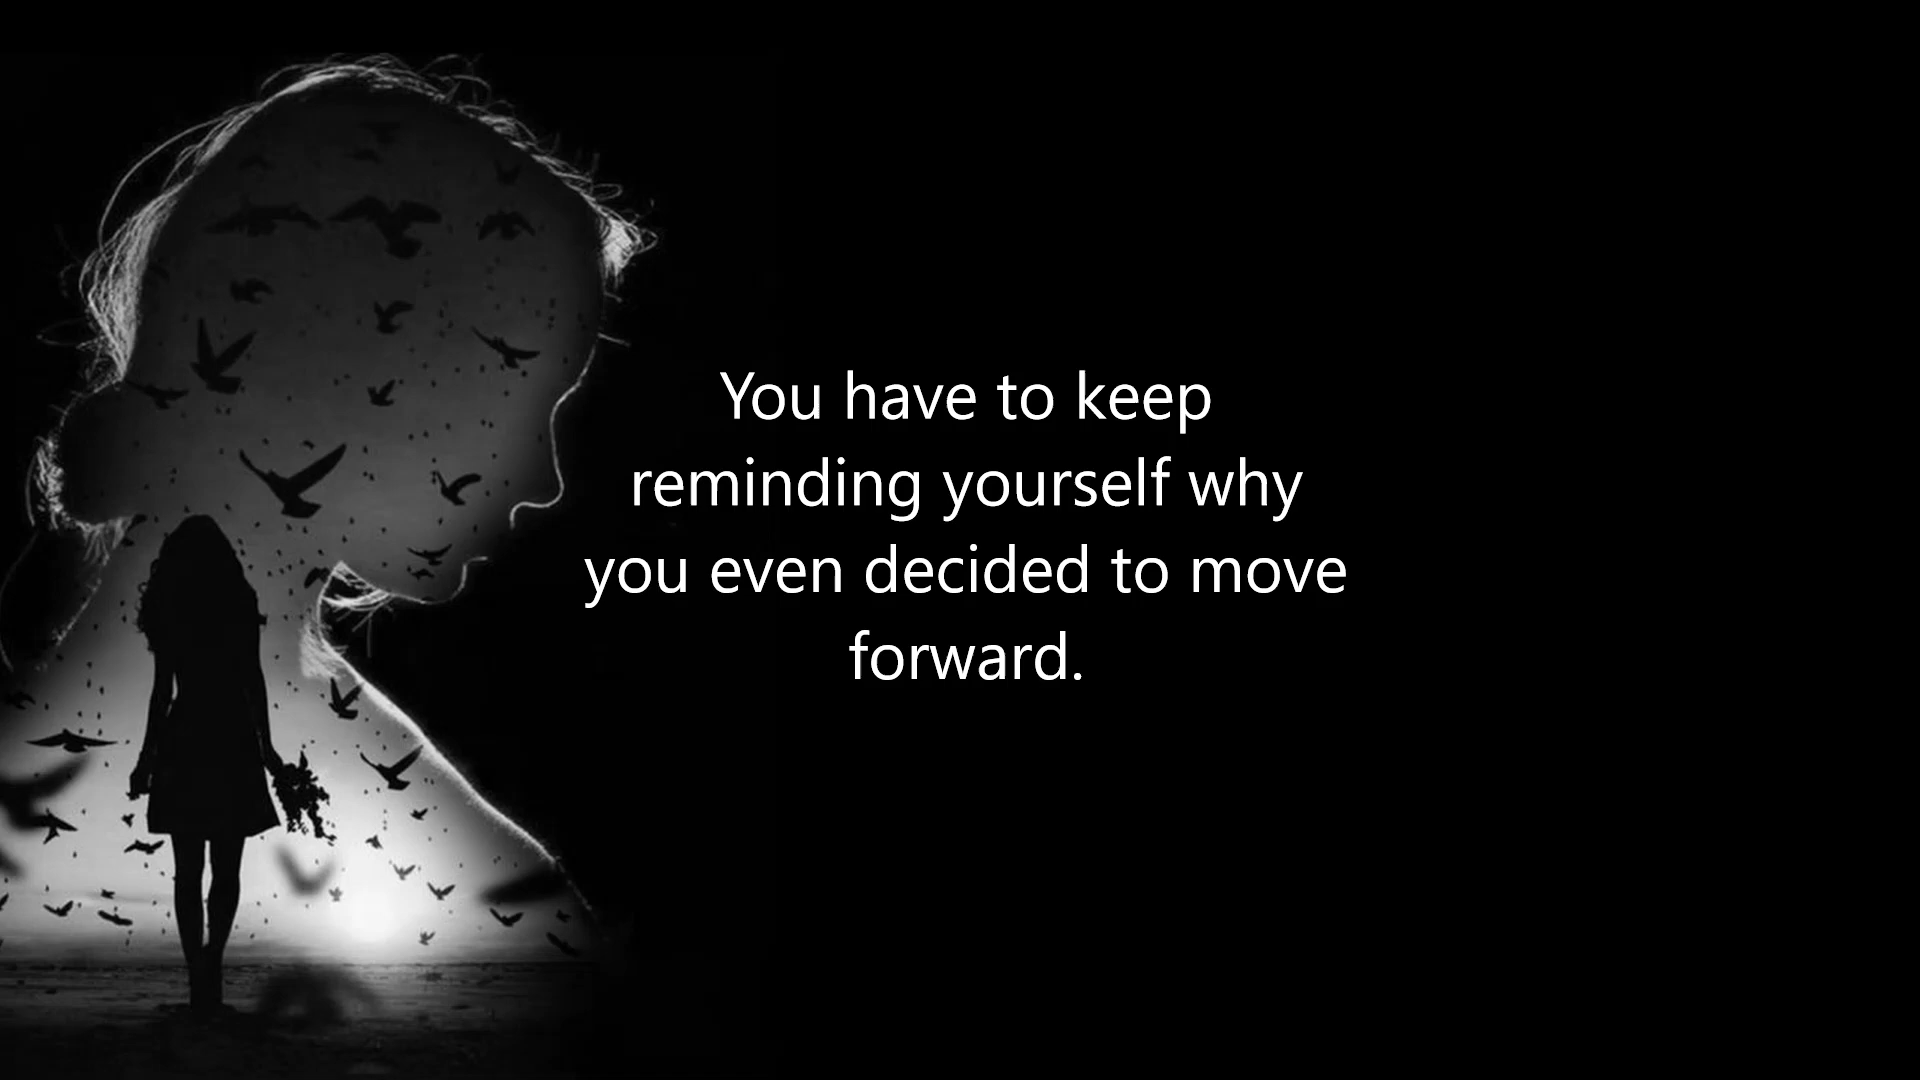 You have to keep
reminding yourself why
you even decided to move
forward.